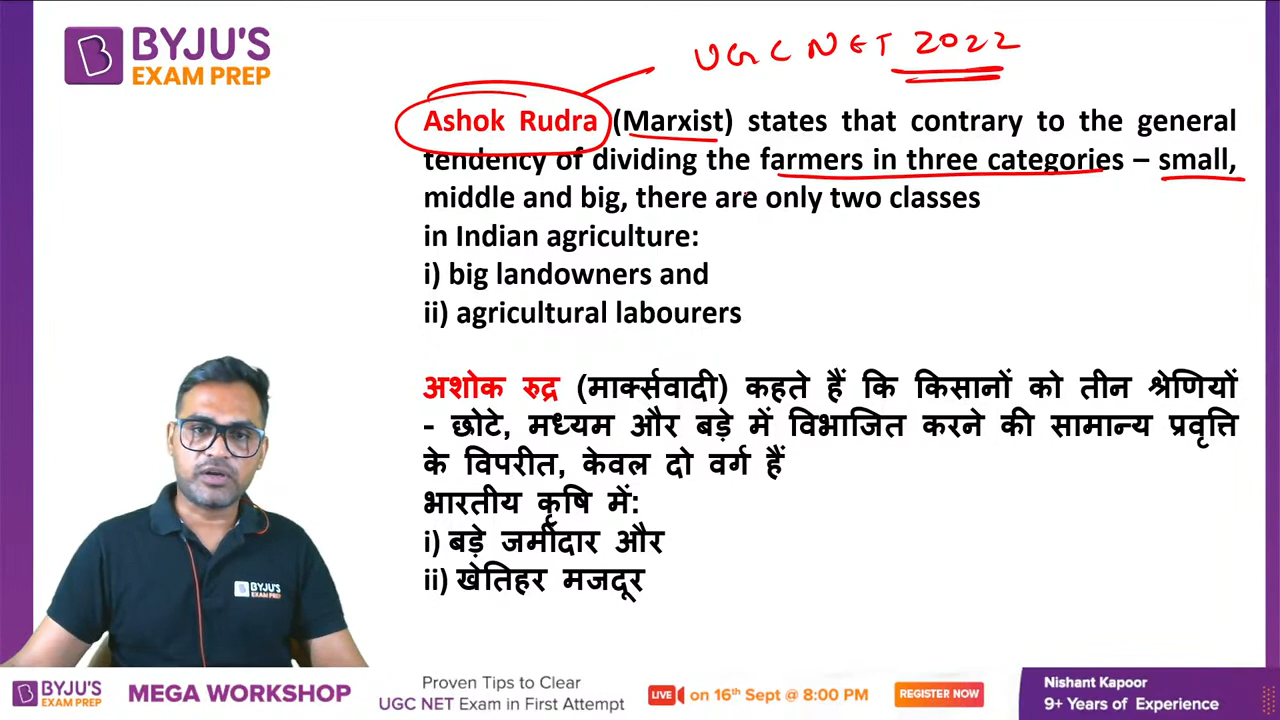 BYJU'S
EXAM PREP
UGC NET 2022
Ashok Rudra (Marxist) states that contrary to the general
tendency of dividing the farmers in three categories – small,
middle and big, there are only two classes
in Indian agriculture:
i) big landowners and
ii) agricultural labourers
अशोक रुद्र (मार्क्सवादी) कहते हैं कि किसानों को तीन श्रेणियों
- छोटे, मध्यम और बड़े में विभाजित करने की सामान्य प्रवृत्ति
के विपरीत, केवल दो वर्ग हैं
भारतीय कृषि में:
i) बड़े जमींदार और
ii) खेतिहर मजदूर
BYJU'S
EXAM PREP
BYJU'S
EXAM PREP
MEGA WORKSHOP
Proven Tips to Clear
UGC NET Exam in First Attempt
LIVE
on 16th Sept @ 8:00 PM
REGISTER NOW
Nishant Kapoor
9+ Years of Experience